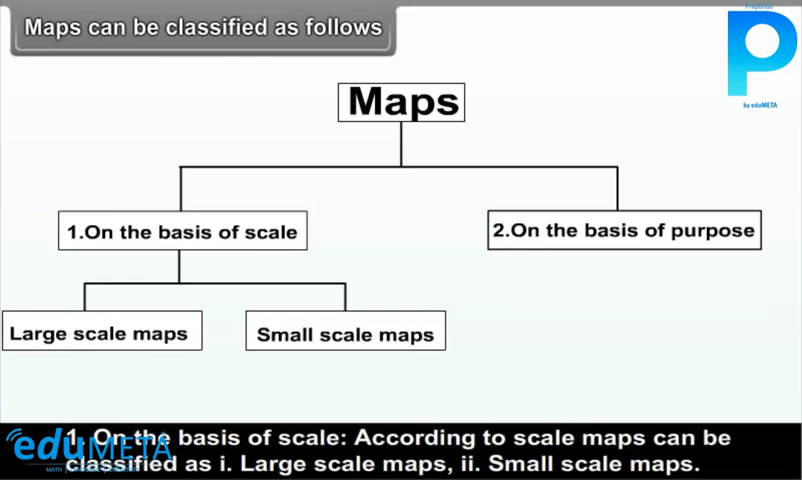 Maps can be classified as follows
Prepondo
P
by eduMETA
Maps
1.On the basis of scale
2.On the basis of purpose
Large scale maps
Small scale maps
1. On the basis of scale: According to scale maps can be
classified as i. Large scale maps, ii. Small scale maps.
eduMETA
MATH |